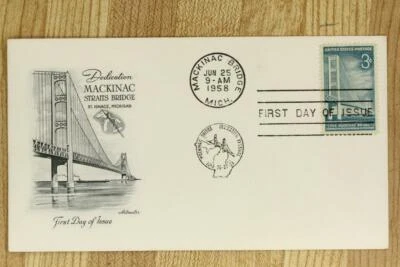 Dedication
MACKINAC
STRAITS BRIDGE
ST. IGNACE, MICHIGAN
Artmaster
First Day of Issue
MACKINAC BRIDGE
JUN 25
9-AM
1958
MICH.
FIRST DAY OF ISSUE
UNITED STATES POSTAGE
3¢